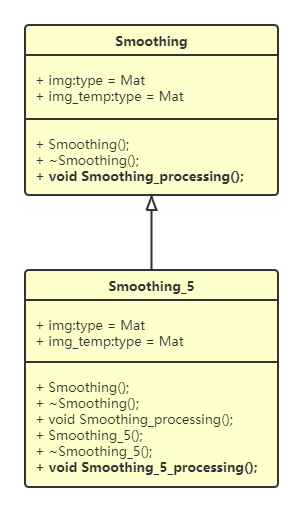 Smoothing
+ img:type = Mat
+ img_temp:type = Mat
+ Smoothing();
+ ~Smoothing();
+ void Smoothing_processing();
Smoothing_5
+ img:type = Mat
+ img_temp:type = Mat
+ Smoothing();
+ ~Smoothing();
+ void Smoothing_processing();
+ Smoothing_5();
+ ~Smoothing_5();
+ void Smoothing_5_processing();